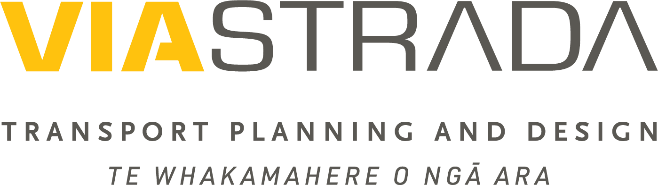 VIASTRADA
TRANSPORT PLANNING AND DESIGN
TE WHAKAMAHERE O NGĀ ARA